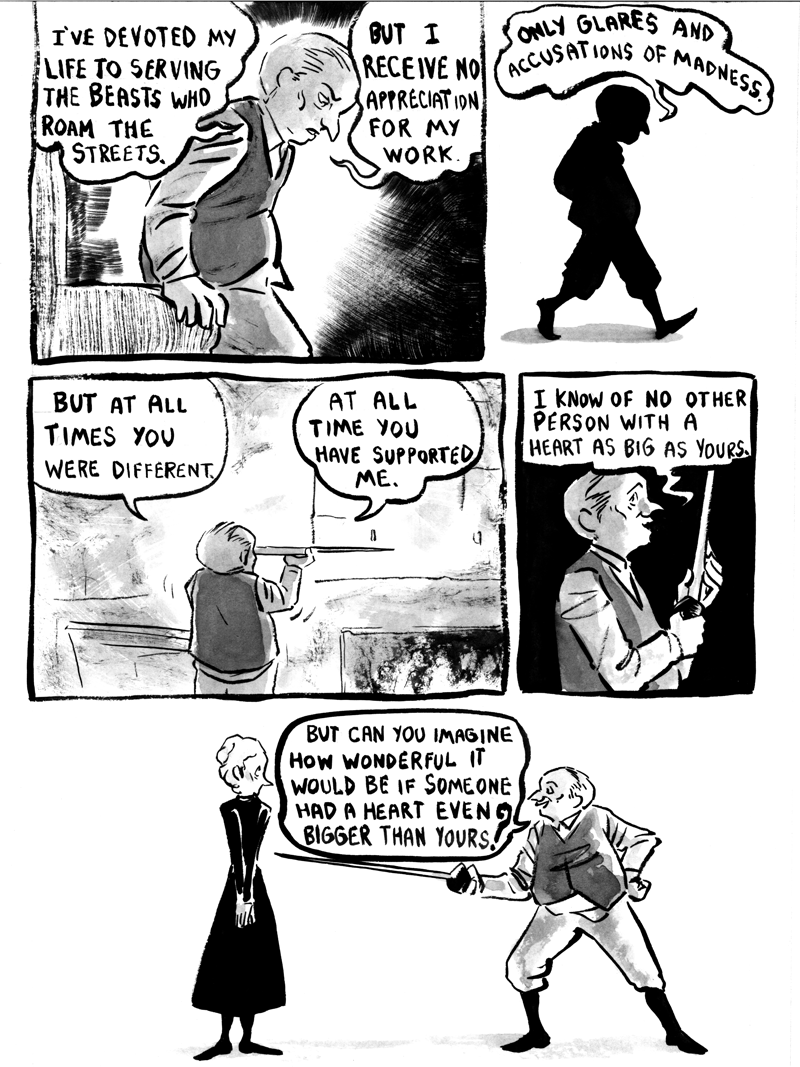 I'VE DEVOTED MY
LIFE TO SERVING
THE BEASTS WHO
ROAM THE
STREETS.
BUT I
RECEIVE NO
APPRECIATION
FOR MY
WORK.
ONLY GLARES AND
ACCUSATIONS OF MADNESS.
BUT AT ALL
TIMES YOU
WERE DIFFERENT.
AT ALL
TIME YOU
HAVE SUPPORTED
ME.
I KNOW OF NO OTHER
PERSON WITH A
HEART AS BIG AS YOURS.
BUT CAN YOU IMAGINE
HOW WONDERFUL IT
WOULD BE IF SOMEONE
HAD A HEART EVEN
BIGGER THAN YOURS?